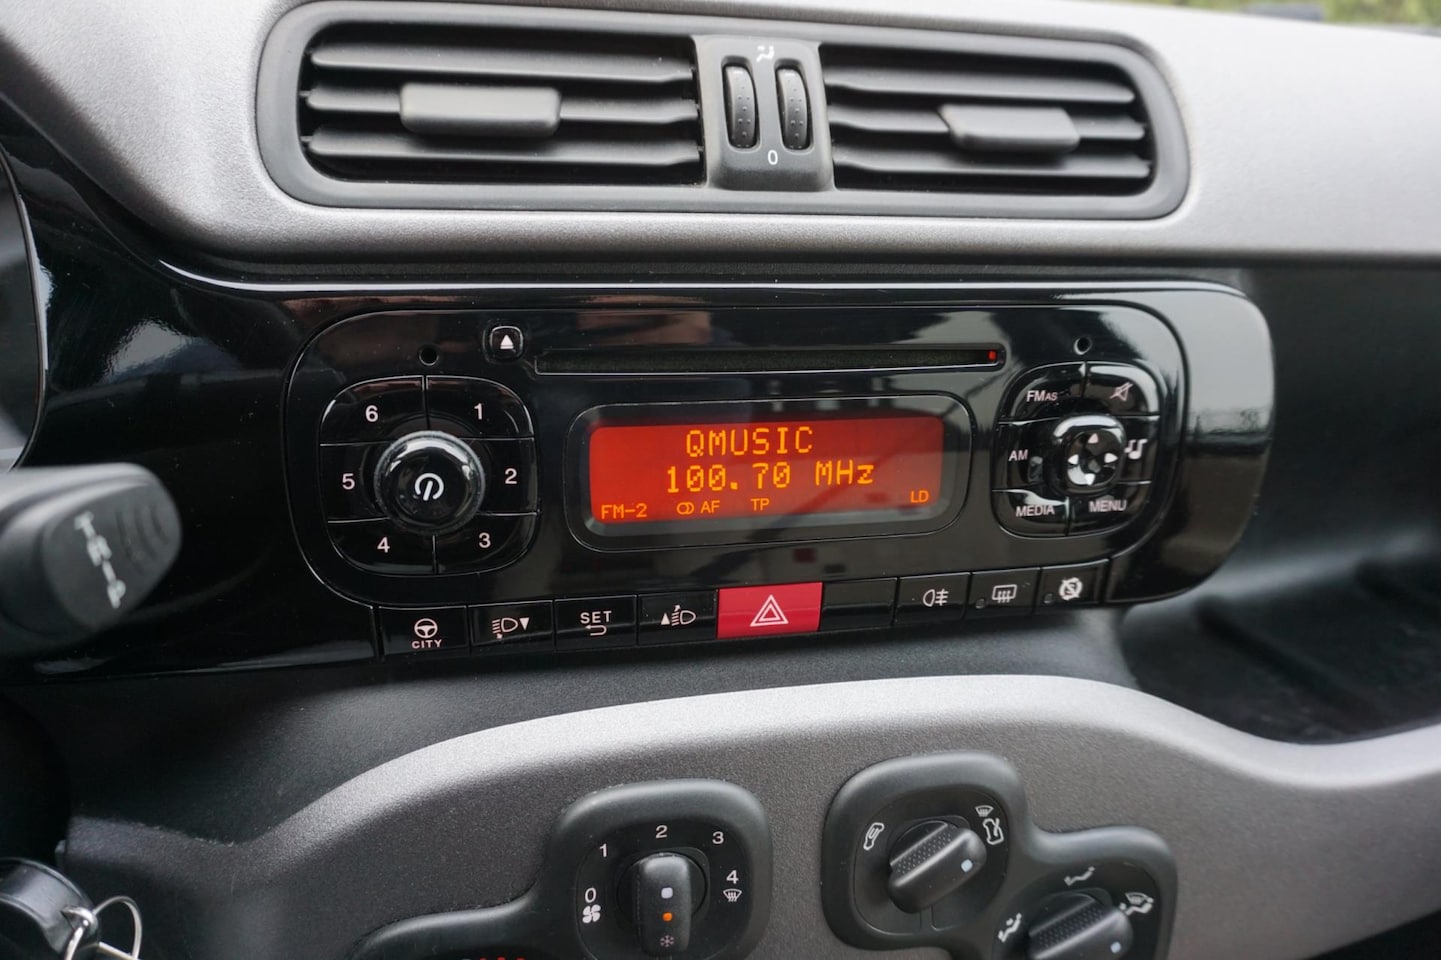 0
6
1
5
2
4
3
QMUSIC
100.70 MHz
FM-2 AF TP LD
FMAS
AM
MEDIA
MENU
TRIP
CITY
SET
0
1
2
3
4